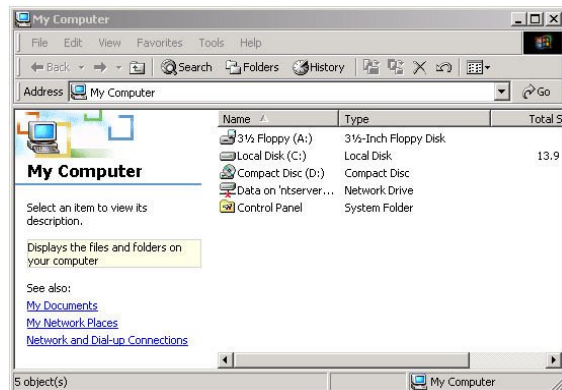 My Computer
File Edit View Favorites Tools Help
Back Search Folders History
Address My Computer Go
Name Type Total S
3½ Floppy (A:) 3½-Inch Floppy Disk
Local Disk (C:) Local Disk 13.9
Compact Disc (D:) Compact Disc
Data on 'ntserver... Network Drive
Control Panel System Folder
My Computer
Select an item to view its
description.
Displays the files and folders on
your computer
See also:
My Documents
My Network Places
Network and Dial-up Connections
5 object(s) My Computer